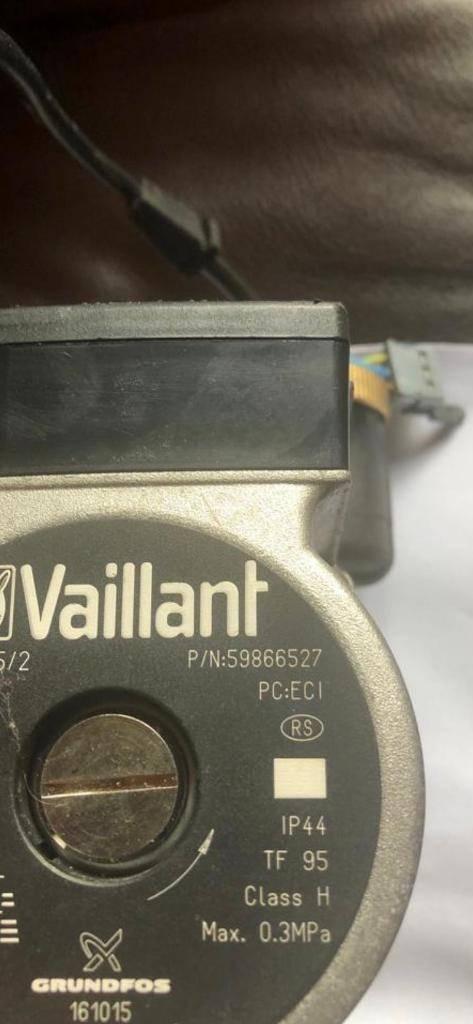 Vaillant
5/2 P/N:59866527
PC:ECI
RS
IP44
TF 95
Class H
Max. 0.3MPa
GRUNDFOS
161015